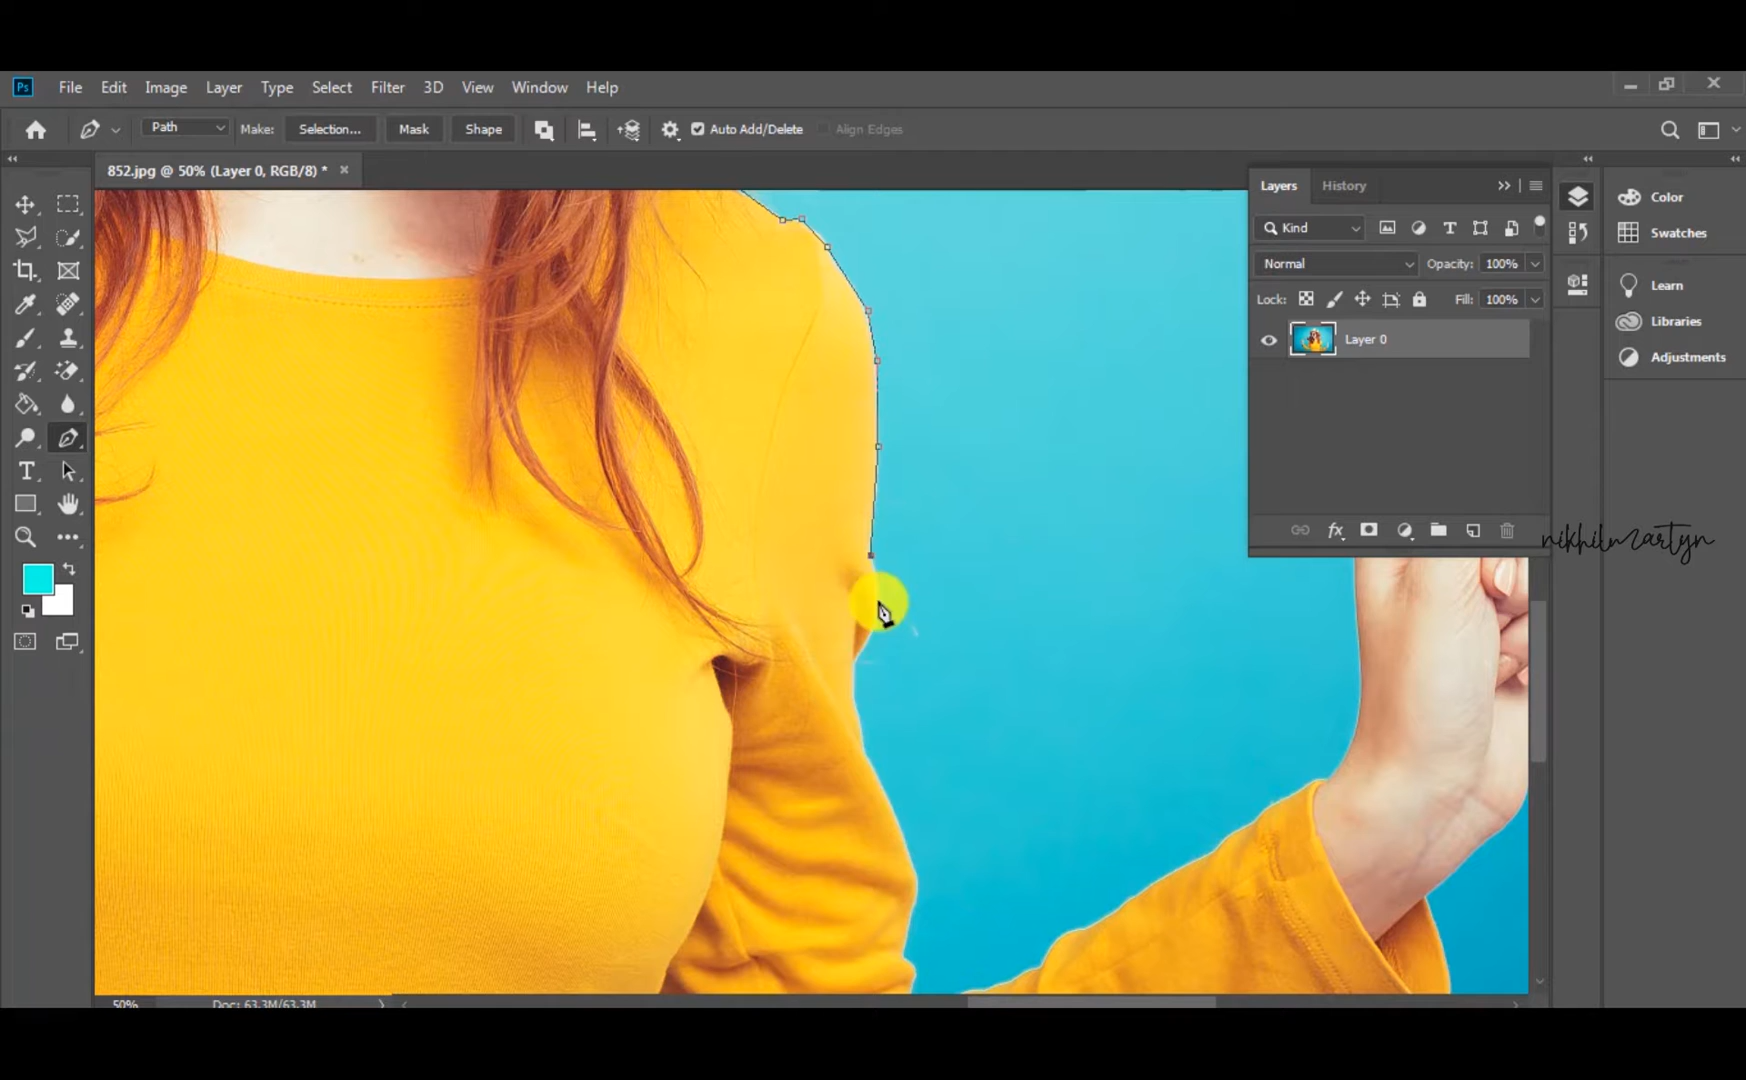 Ps File Edit Image Layer Type Select Filter 3D View Window Help
Path Make: Selection... Mask Shape Auto Add/Delete Align Edges
852.jpg @ 50% (Layer 0, RGB/8) *
Layers History
Kind
Normal Opacity: 100%
Lock: Fill: 100%
Layer 0
fx
Color
Swatches
Learn
Libraries
Adjustments
T
nikhilmartyn
50% Doc: 63.3M/63.3M